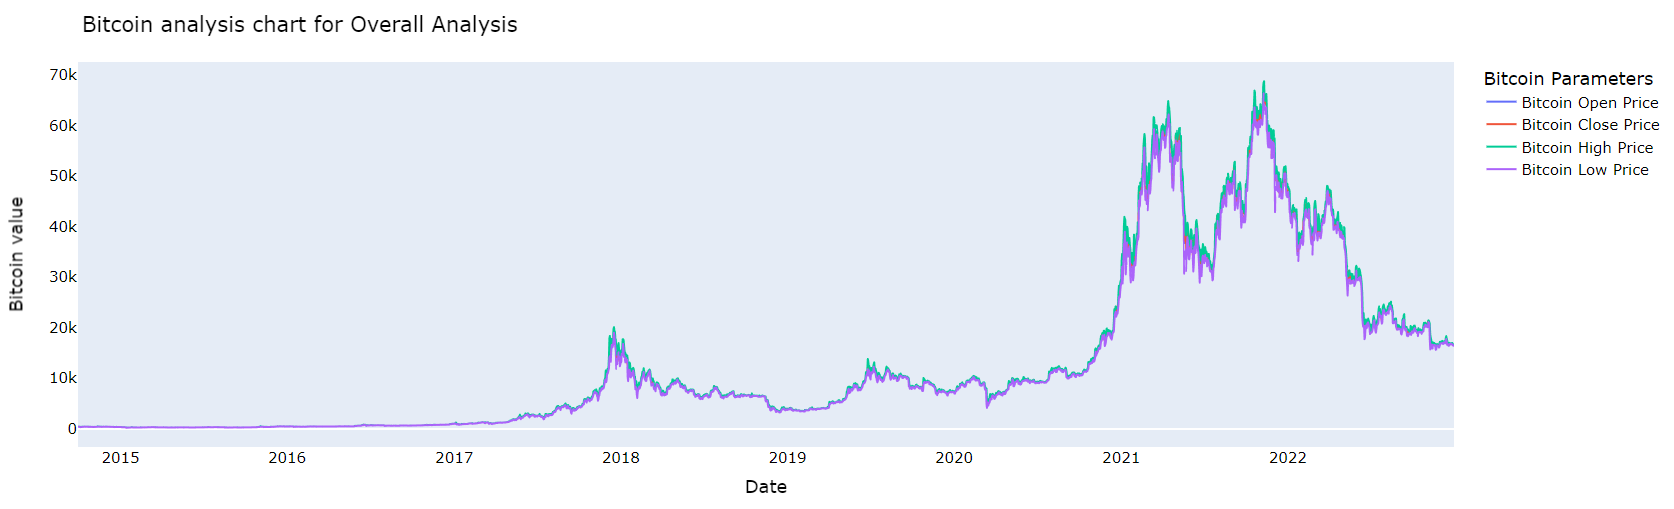 Bitcoin analysis chart for Overall Analysis
Bitcoin value
70k
60k
50k
40k
30k
20k
10k
0
2015 2016 2017 2018 2019 2020 2021 2022
Date
Bitcoin Parameters
Bitcoin Open Price
Bitcoin Close Price
Bitcoin High Price
Bitcoin Low Price